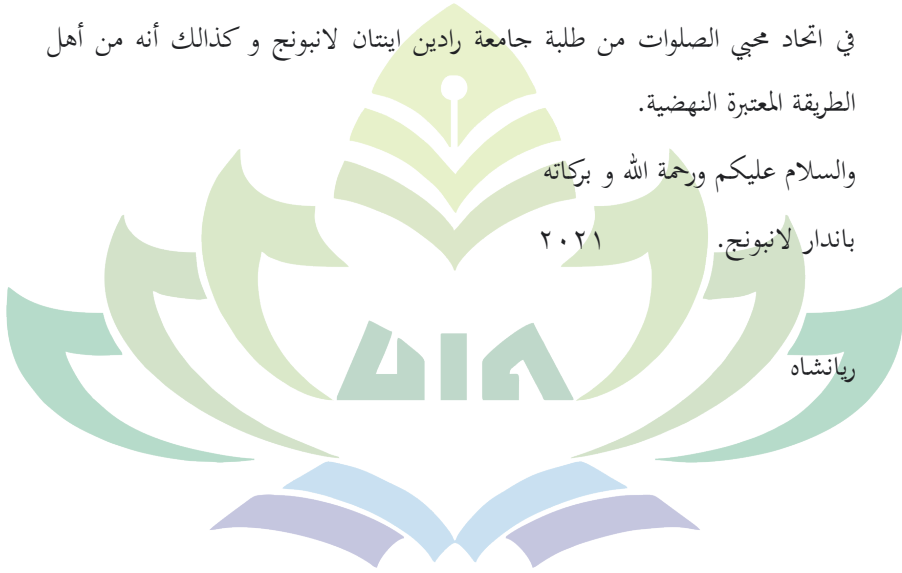 في اتحاد محبي الصلوات من طلبة جامعة رادين اينتان لانبونج و كذالك أنه من أهل
الطريقة المعتبرة النهضية.
والسلام عليكم ورحمة الله و بركاته
باندار لانبونج. ٢٠٢١
ريانشاه